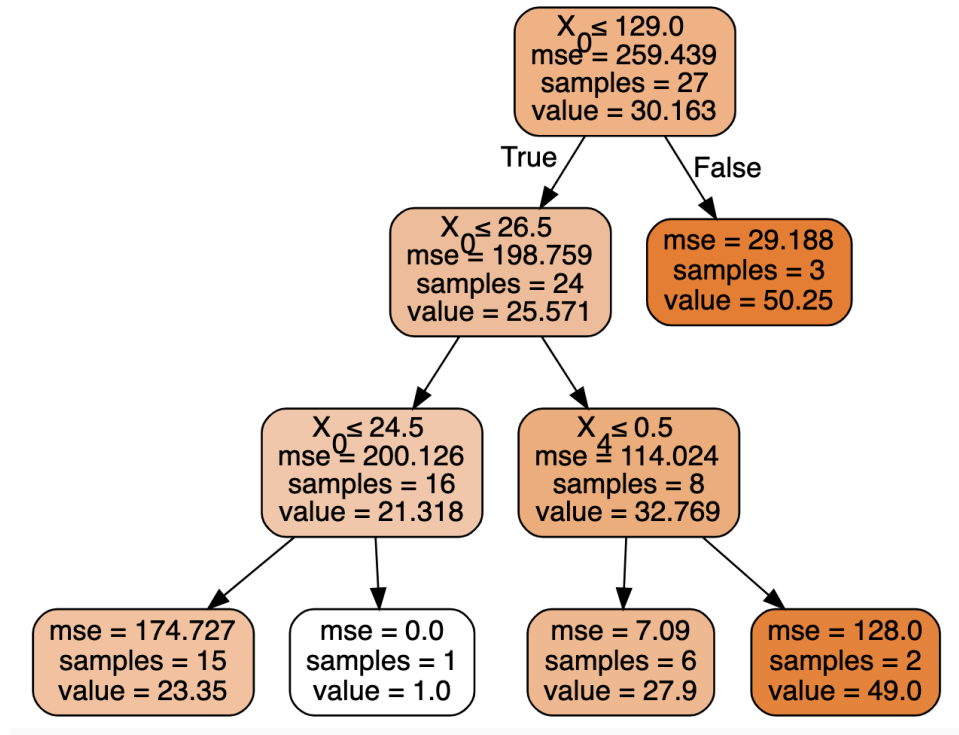 X₀ ≤ 129.0
mse = 259.439
samples = 27
value = 30.163
True
False
X₀ ≤ 26.5
mse = 198.759
samples = 24
value = 25.571
mse = 29.188
samples = 3
value = 50.25
X₀ ≤ 24.5
mse = 200.126
samples = 16
value = 21.318
X₄ ≤ 0.5
mse = 114.024
samples = 8
value = 32.769
mse = 174.727
samples = 15
value = 23.35
mse = 0.0
samples = 1
value = 1.0
mse = 7.09
samples = 6
value = 27.9
mse = 128.0
samples = 2
value = 49.0